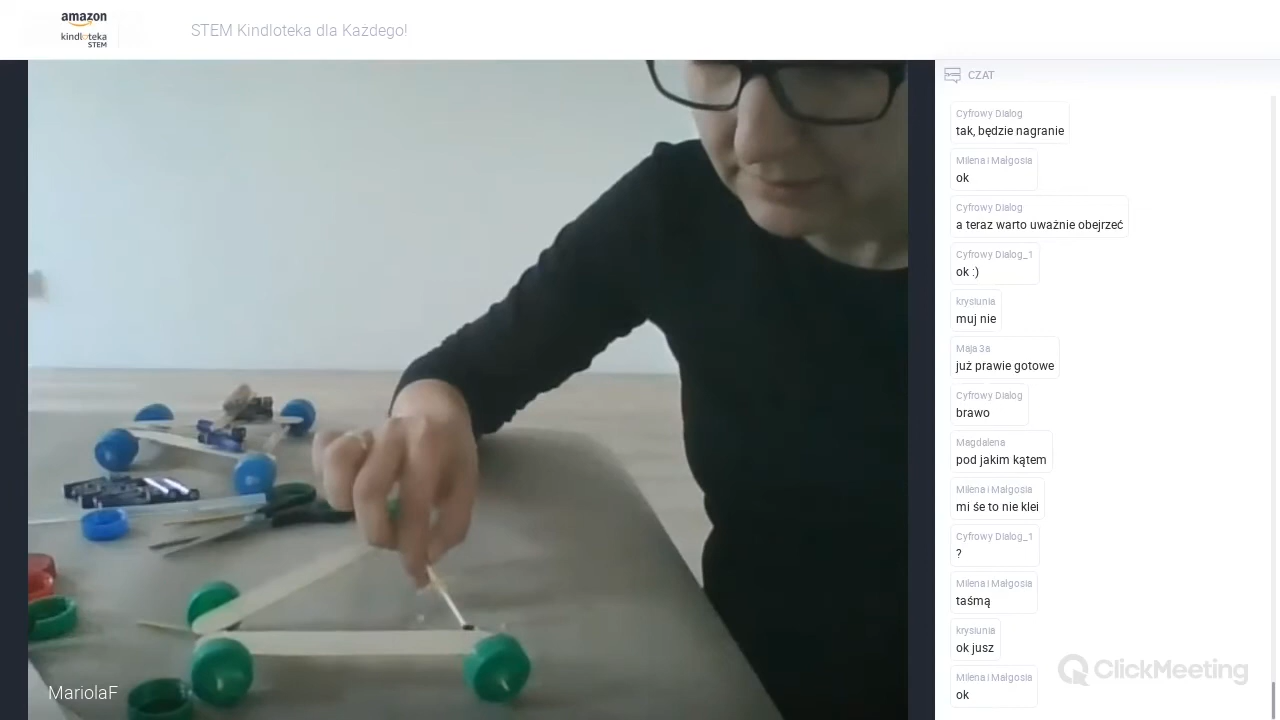 amazon
kindloteka
STEM
STEM Kindloteka dla Każdego!
CZAT
Cyfrowy Dialog
tak, będzie nagranie
Milena i Małgosia
ok
Cyfrowy Dialog
a teraz warto uważnie obejrzeć
Cyfrowy Dialog_1
ok :)
krysiunia
muj nie
Maja 3a
już prawie gotowe
Cyfrowy Dialog
brawo
Magdalena
pod jakim kątem
Milena i Małgosia
mi śe to nie klei
Cyfrowy Dialog_1
?
Milena i Małgosia
taśmą
krysiunia
ok jusz
Milena i Małgosia
ok
ClickMeeting
MariolaF